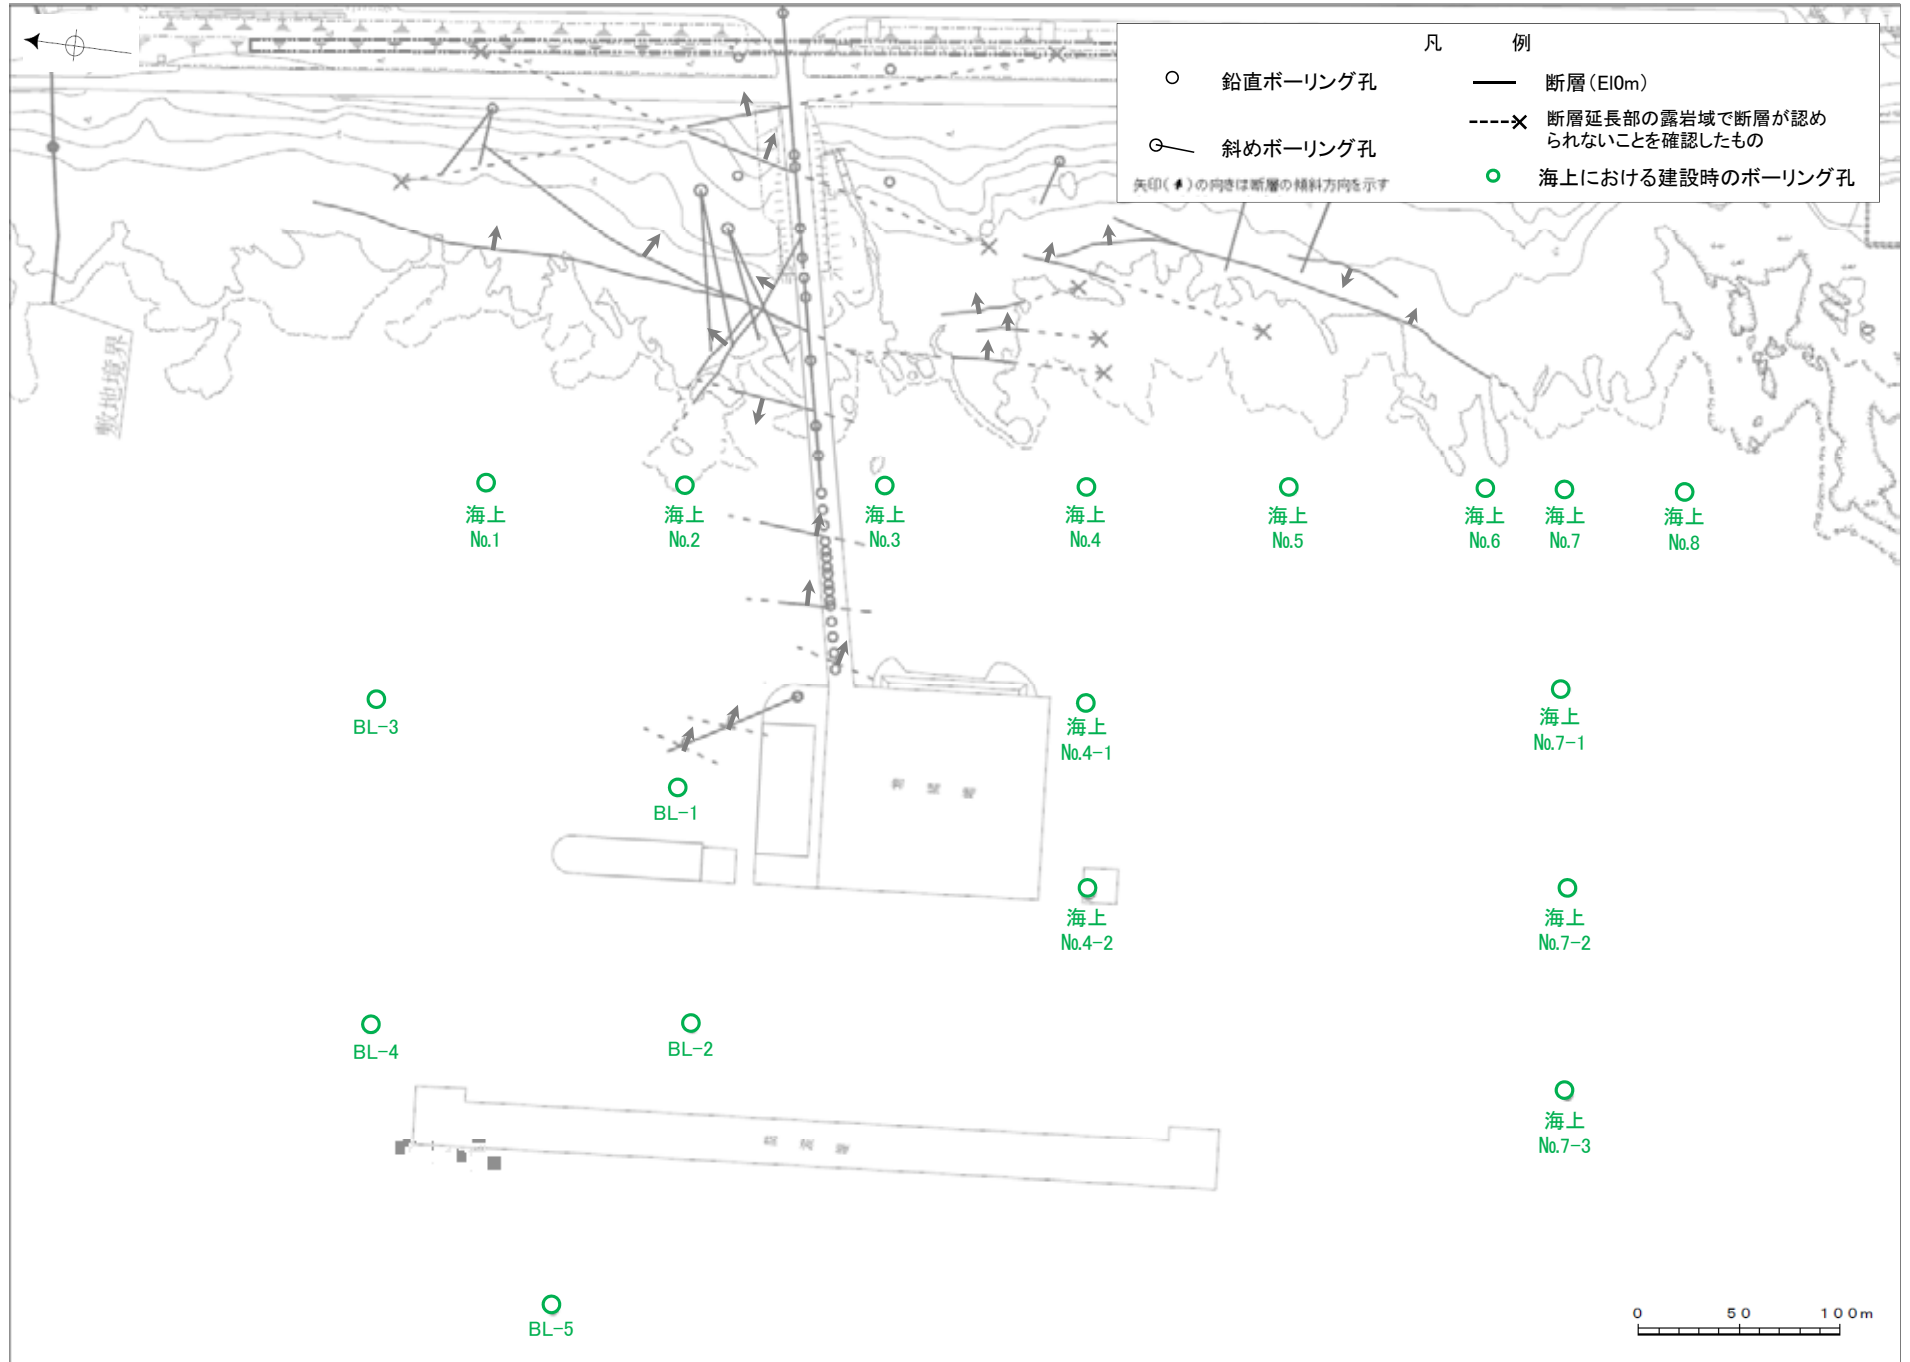 凡 例
鉛直ボーリング孔
断層(El0m)
斜めボーリング孔
断層延長部の露岩域で断層が認め
られないことを確認したもの
矢印( )の向きは断層の傾斜方向を示す
海上における建設時のボーリング孔
敷地境界
海上
No.1
海上
No.2
海上
No.3
海上
No.4
海上
No.5
海上
No.6
海上
No.7
海上
No.8
BL-3
海上
No.4-1
海上
No.7-1
BL-1
海上
No.4-2
海上
No.7-2
BL-4
BL-2
海上
No.7-3
BL-5
0 50 100m